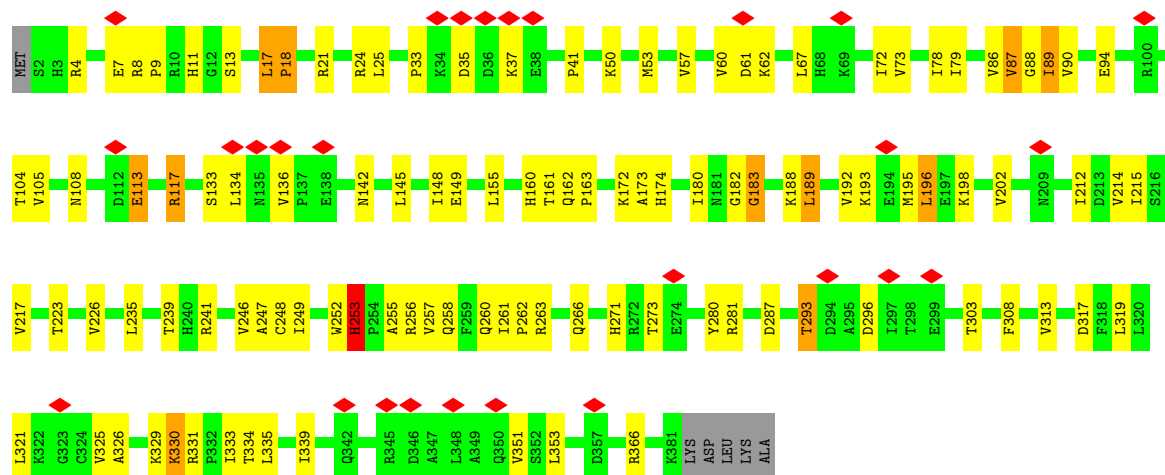 MET S2 H3 R4 E7 R8 P9 R10 H11 G12 S13 L17 P18 R21 R24 L25 P33 K34 D35 D36 K37 E38 P41 K50 M53 V57 V60 D61 K62 L67 H68 K69 I72 V73 I78 I79 V86 V87 G88 I89 V90 E94 R100
T104 V105 N108 D112 E113 R117 S133 L134 N135 V136 P137 E138 N142 L145 I148 E149 L155 H160 T161 Q162 P163 K172 A173 H174 I180 N181 G182 G183 K188 L189 V192 K193 E194 M195 L196 E197 K198 V202 N209 I212 D213 V214 I215 S216
V217 T223 V226 L235 T239 H240 R241 V246 A247 C248 I249 W252 H253 P254 A255 R256 V257 Q258 F259 Q260 I261 P262 R263 Q266 H271 R272 T273 E274 Y280 R281 D287 T293 D294 A295 D296 I297 T298 E299 T303 F308 V313 D317 F318 L319 L320
L321 K322 G323 C324 V325 A326 K329 K330 R331 P332 I333 T334 L335 I339 Q342 R345 D346 A347 L348 A349 Q350 V351 S352 L353 D357 R366 K381 LYS ASP LEU LYS ALA